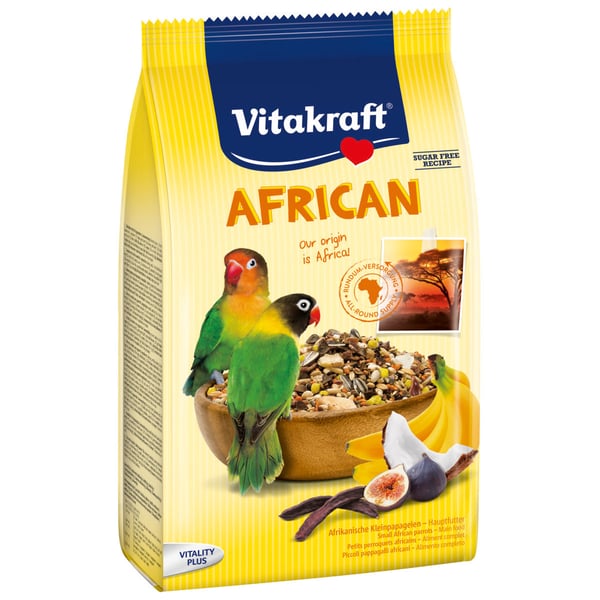 Vitakraft®
SUGAR FREE
RECIPE
AFRICAN
Our origin
is Africa!
RUNDUM-VERSORGUNG
ALL-ROUND SUPPLY
Afrikanische Kleinpapageien – Hauptfutter
Small African parrots – Main food
Petits perroquets africains – Aliment complet
Piccoli pappagalli africani – Alimento completo
VITALITY
PLUS